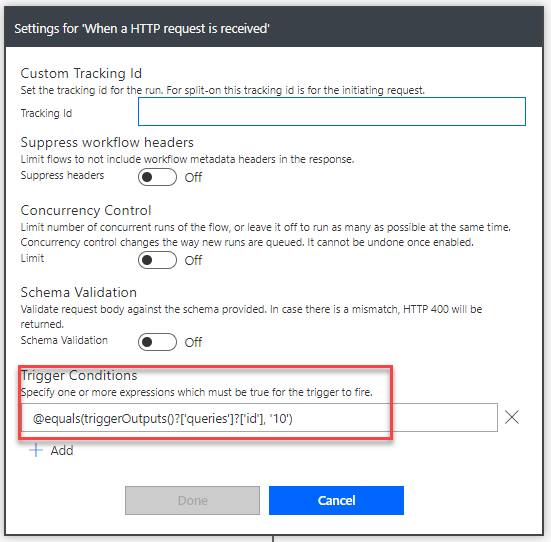 Settings for 'When a HTTP request is received'
Custom Tracking Id
Set the tracking id for the run. For split-on this tracking id is for the initiating request.
Tracking Id
Suppress workflow headers
Limit flows to not include workflow metadata headers in the response.
Suppress headers Off
Concurrency Control
Limit number of concurrent runs of the flow, or leave it off to run as many as possible at the same time.
Concurrency control changes the way new runs are queued. It cannot be undone once enabled.
Limit Off
Schema Validation
Validate request body against the schema provided. In case there is a mismatch, HTTP 400 will be
returned.
Schema Validation Off
Trigger Conditions
Specify one or more expressions which must be true for the trigger to fire.
@equals(triggerOutputs()?['queries']?['id'], '10')
Add
Done Cancel